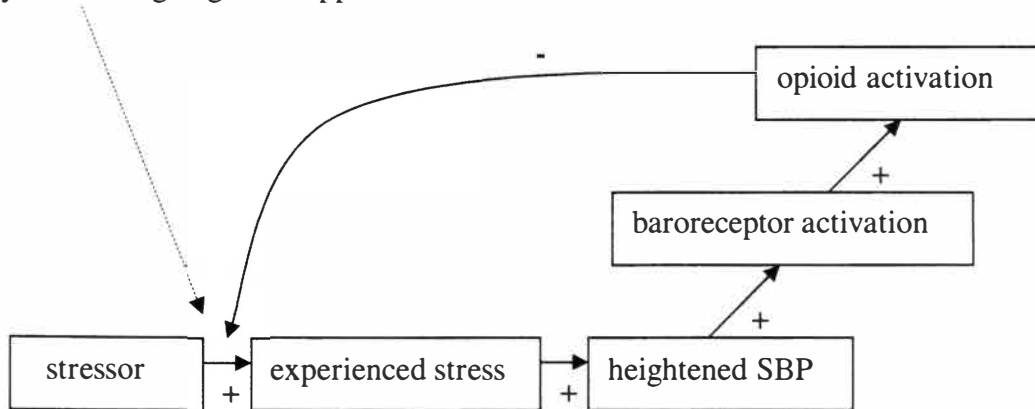 -
opioid activation
+
baroreceptor activation
+
stressor
+
experienced stress
+
heightened SBP